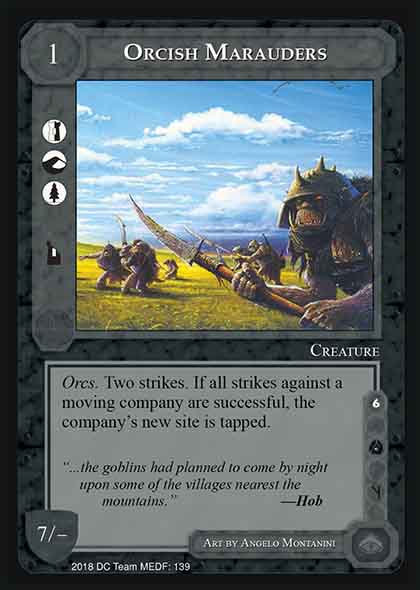 1
ORCISH MARAUDERS
CREATURE
Orcs. Two strikes. If all strikes against a
moving company are successful, the
company's new site is tapped.
6
"...the goblins had planned to come by night
upon some of the villages nearest the
mountains." —Hob
7/–
ART BY ANGELO MONTANINI
2018 DC Team MEDF: 139